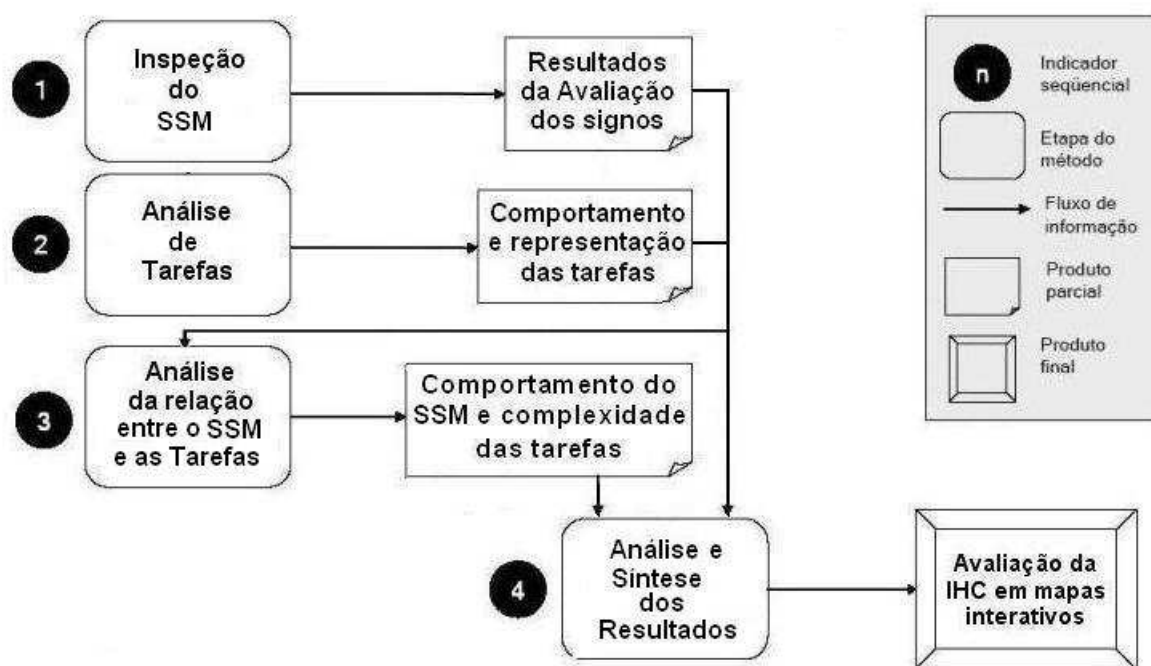 1
Inspeção
do
SSM
Resultados
da Avaliação
dos signos
2
Análise
de
Tarefas
Comportamento
e representação
das tarefas
3
Análise
da relação
entre o SSM
e as Tarefas
Comportamento do
SSM e complexidade
das tarefas
4
Análise e
Síntese
dos
Resultados
Avaliação da
IHC em mapas
interativos
n
Indicador
seqüencial
Etapa do
método
Fluxo de
informação
Produto
parcial
Produto
final